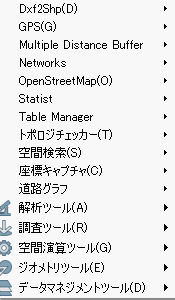 Dxf2Shp(D)
GPS(G)
Multiple Distance Buffer
Networks
OpenStreetMap(O)
Statist
Table Manager
トポロジチェッカー(T)
空間検索(S)
座標キャプチャ(C)
道路グラフ
解析ツール(A)
調査ツール(R)
空間演算ツール(G)
ジオメトリツール(E)
データマネジメントツール(D)